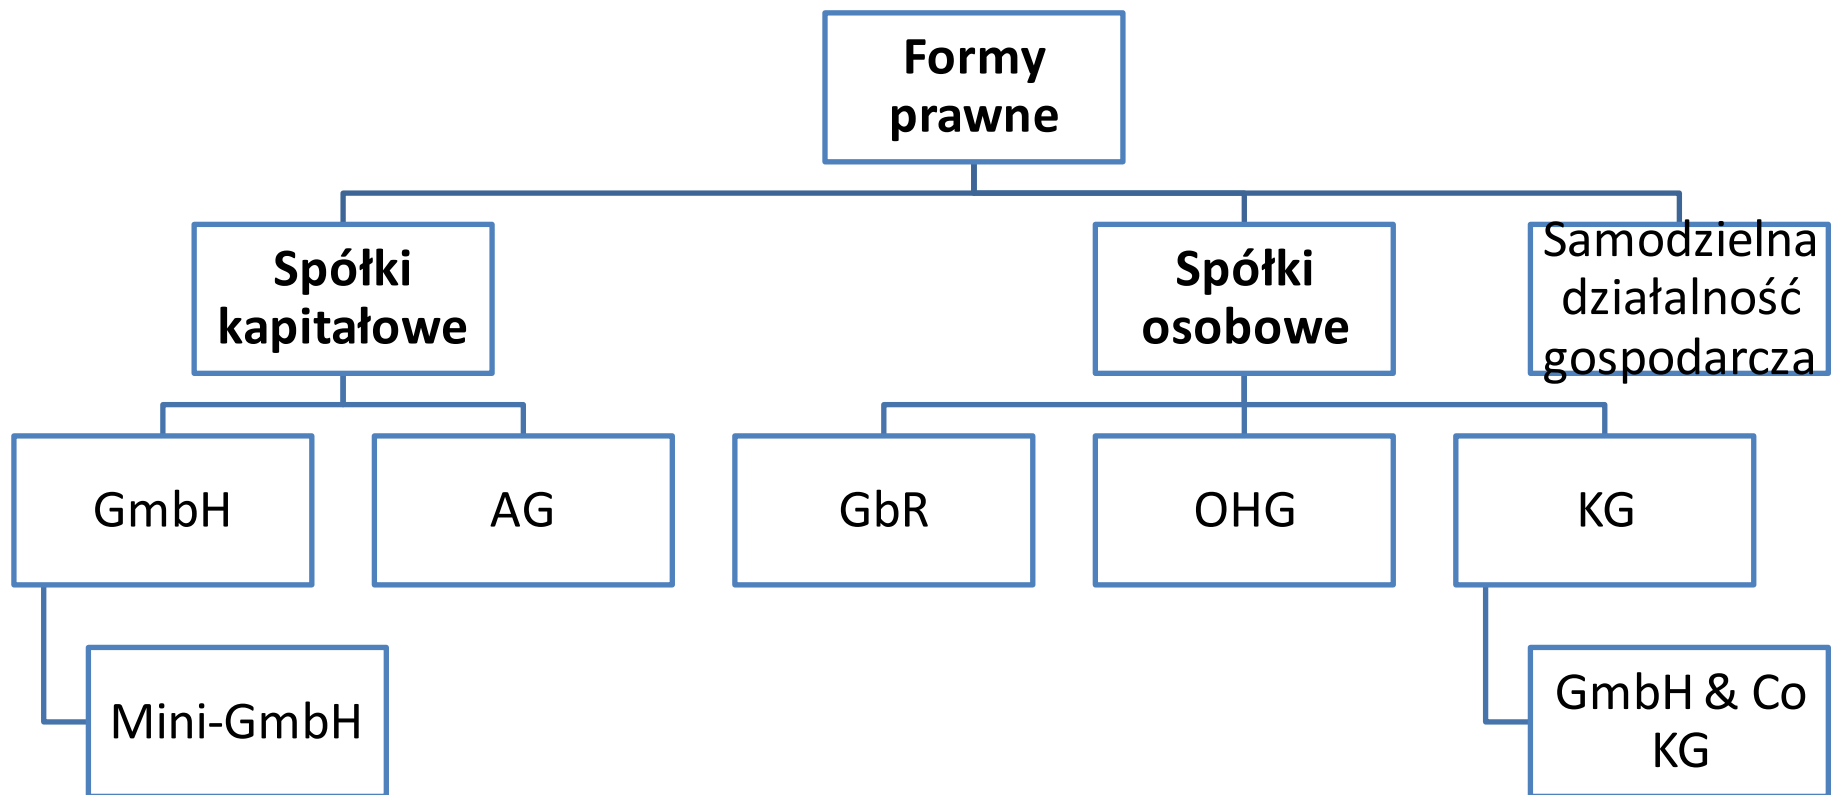 Formy
prawne
Spółki
kapitałowe
Spółki
osobowe
Samodzielna
działalność
gospodarcza
GmbH
AG
GbR
OHG
KG
Mini-GmbH
GmbH & Co
KG